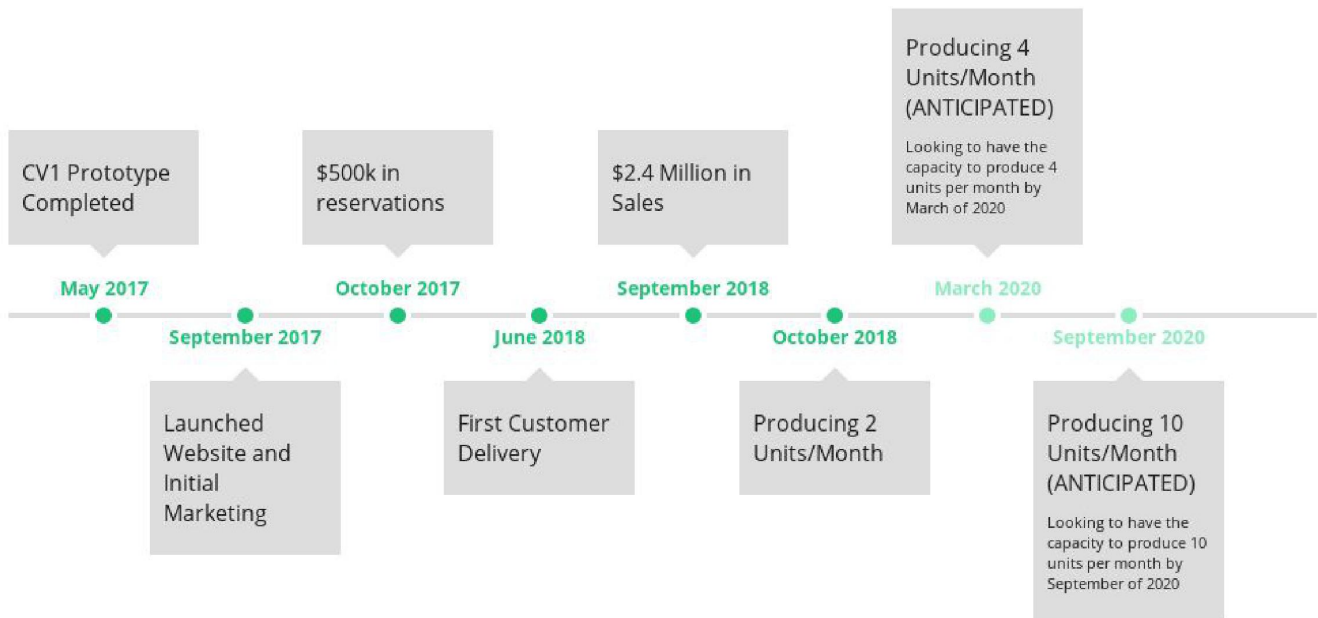 May 2017
CV1 Prototype
Completed
September 2017
Launched
Website and
Initial
Marketing
October 2017
$500k in
reservations
June 2018
First Customer
Delivery
September 2018
$2.4 Million in
Sales
October 2018
Producing 2
Units/Month
March 2020
Producing 4
Units/Month
(ANTICIPATED)
Looking to have the
capacity to produce 4
units per month by
March of 2020
September 2020
Producing 10
Units/Month
(ANTICIPATED)
Looking to have the
capacity to produce 10
units per month by
September of 2020